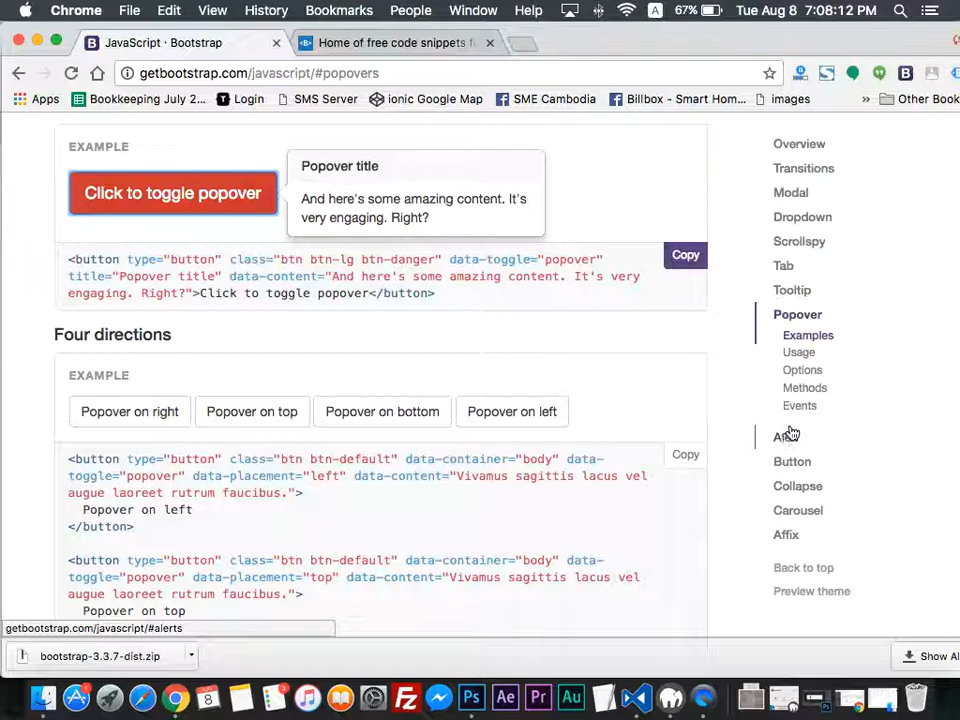 Chrome File Edit View History Bookmarks People Window Help A 67% Tue Aug 8 7:08:12 PM
JavaScript · Bootstrap
Home of free code snippets f
getbootstrap.com/javascript/#popovers
Apps Bookkeeping July 2... Login SMS Server ionic Google Map SME Cambodia Billbox - Smart Hom... images » Other Book
EXAMPLE
Click to toggle popover
Popover title
And here's some amazing content. It's
very engaging. Right?
<button type="button" class="btn btn-lg btn-danger" data-toggle="popover"
title="Popover title" data-content="And here's some amazing content. It's very
engaging. Right?">Click to toggle popover</button>
Copy
Four directions
EXAMPLE
Popover on right Popover on top Popover on bottom Popover on left
Copy
<button type="button" class="btn btn-default" data-container="body" data-
toggle="popover" data-placement="left" data-content="Vivamus sagittis lacus vel
augue laoreet rutrum faucibus.">
Popover on left
</button>
<button type="button" class="btn btn-default" data-container="body" data-
toggle="popover" data-placement="top" data-content="Vivamus sagittis lacus vel
augue laoreet rutrum faucibus.">
Popover on top
Overview
Transitions
Modal
Dropdown
Scrollspy
Tab
Tooltip
Popover
Examples
Usage
Options
Methods
Events
Button
Collapse
Carousel
Affix
Back to top
Preview theme
getbootstrap.com/javascript/#alerts
bootstrap-3.3.7-dist.zip
Show Al
8
Fz
Ps
Ae
Pr
Au